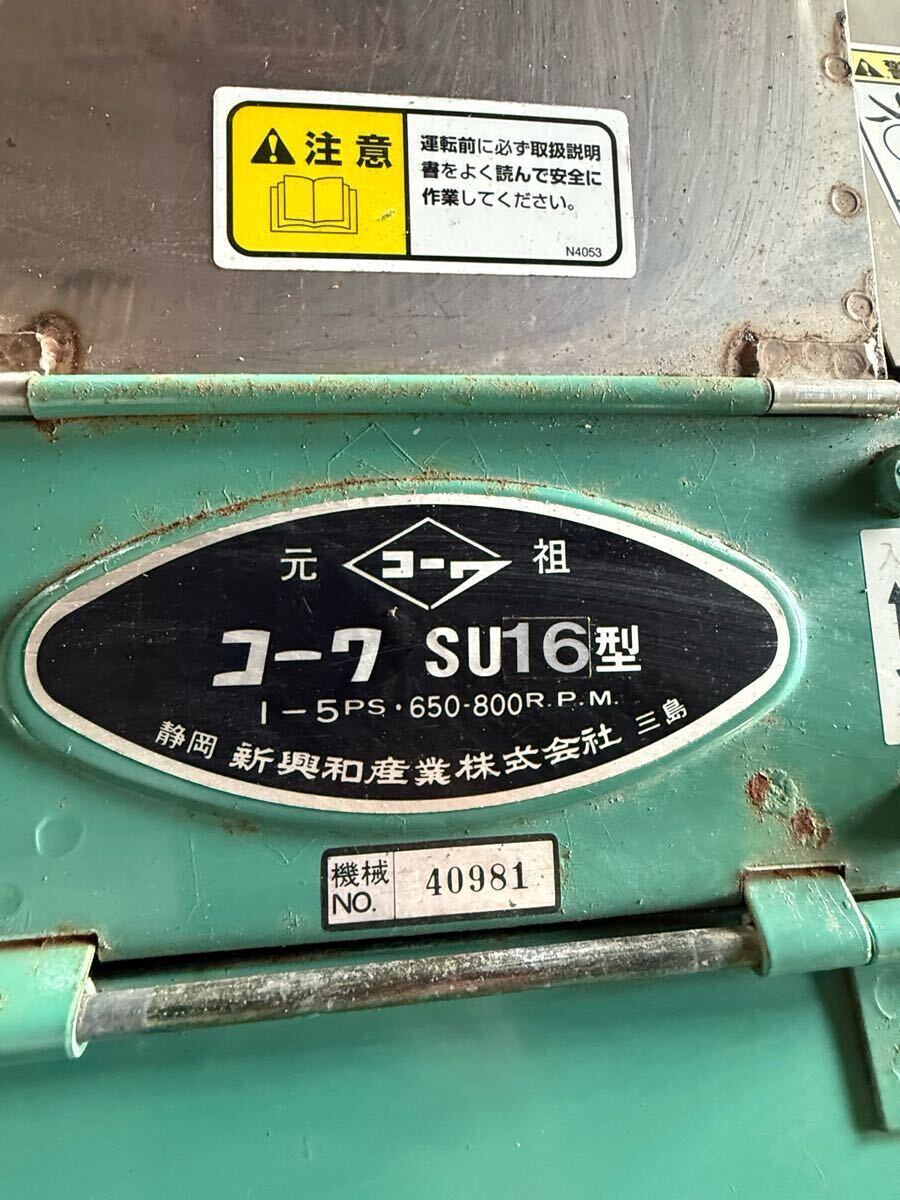 注意
運転前に必ず取扱説明
書をよく読んで安全に
作業してください。
N4053
元 コーワ 祖
コーワ SU16型
1-5PS・650-800R.P.M.
静岡 新興和産業株式会社 三島
機械
NO. 40981
入